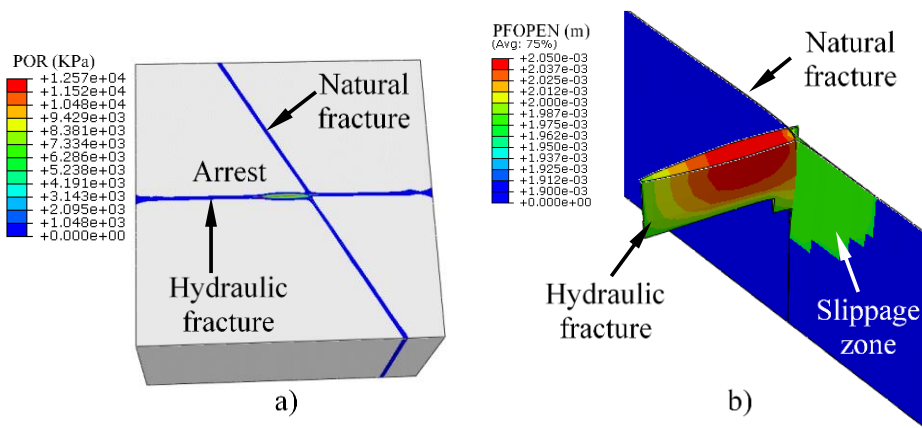 POR (KPa)
+1.257e+04
+1.152e+04
+1.048e+04
+9.429e+03
+8.381e+03
+7.334e+03
+6.286e+03
+5.238e+03
+4.191e+03
+3.143e+03
+2.095e+03
+1.048e+03
+0.000e+00
Natural
fracture
Arrest
Hydraulic
fracture
a)
PFOPEN (m)
(Avg: 75%)
+2.050e-03
+2.037e-03
+2.025e-03
+2.012e-03
+2.000e-03
+1.987e-03
+1.975e-03
+1.962e-03
+1.950e-03
+1.937e-03
+1.925e-03
+1.912e-03
+1.900e-03
+0.000e+00
Natural
fracture
Hydraulic
fracture
Slippage
zone
b)